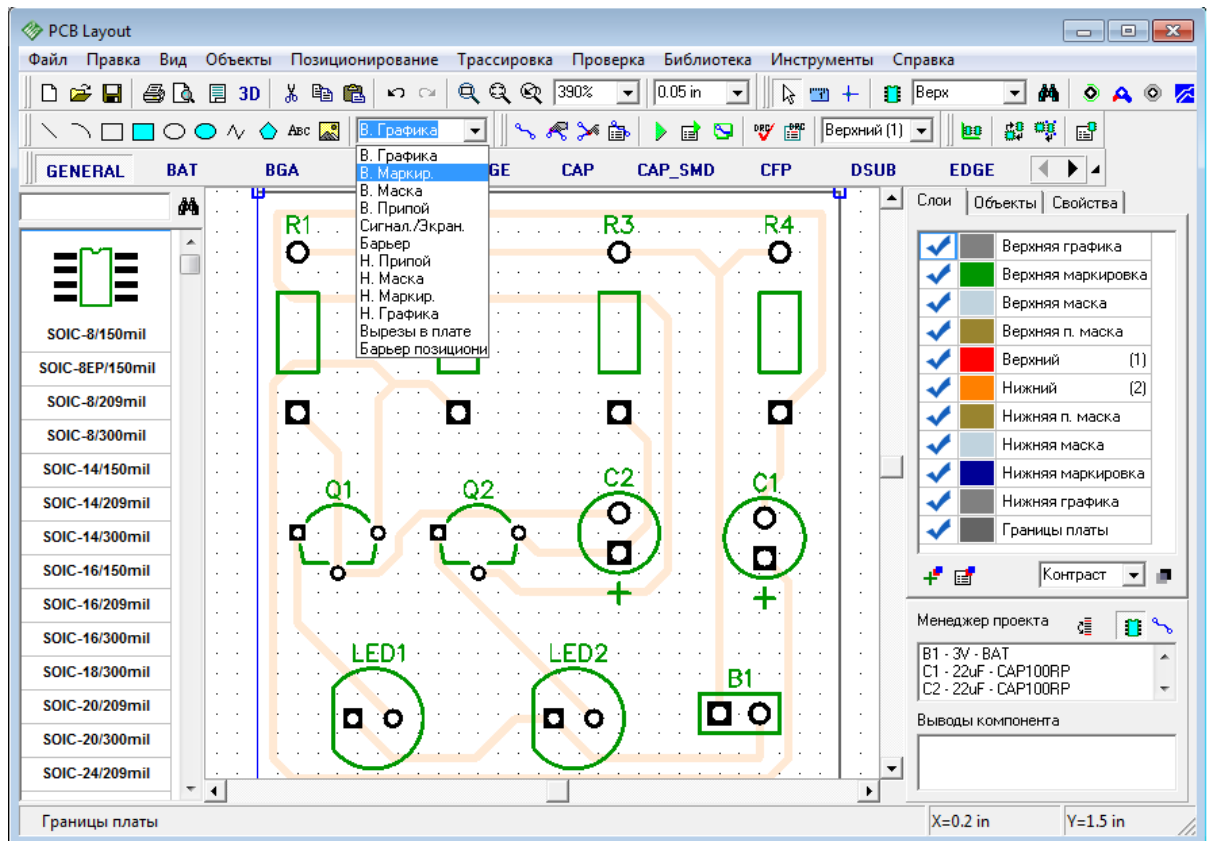 PCB Layout
Файл Правка Вид Объекты Позиционирование Трассировка Проверка Библиотека Инструменты Справка
3D 390% 0.05 in Верх
ABC В. Графика DRC DRC Верхний (1)
GENERAL BAT BGA GE CAP CAP_SMD CFP DSUB EDGE
В. Графика
В. Маркир.
В. Маска
В. Припой
Сигнал./Экран.
Барьер
Н. Припой
Н. Маска
Н. Маркир.
Н. Графика
Вырезы в плате
Барьер позициони
SOIC-8/150mil
SOIC-8EP/150mil
SOIC-8/209mil
SOIC-8/300mil
SOIC-14/150mil
SOIC-14/209mil
SOIC-14/300mil
SOIC-16/150mil
SOIC-16/209mil
SOIC-16/300mil
SOIC-18/300mil
SOIC-20/209mil
SOIC-20/300mil
SOIC-24/209mil
R1 R3 R4
Q1 Q2 C2 C1
+ +
LED1 LED2 B1
Слои Объекты Свойства
Верхняя графика
Верхняя маркировка
Верхняя маска
Верхняя п. маска
Верхний (1)
Нижний (2)
Нижняя п. маска
Нижняя маска
Нижняя маркировка
Нижняя графика
Границы платы
Контраст
Менеджер проекта
B1 - 3V - BAT
C1 - 22uF - CAP100RP
C2 - 22uF - CAP100RP
Выводы компонента
Границы платы X=0.2 in Y=1.5 in